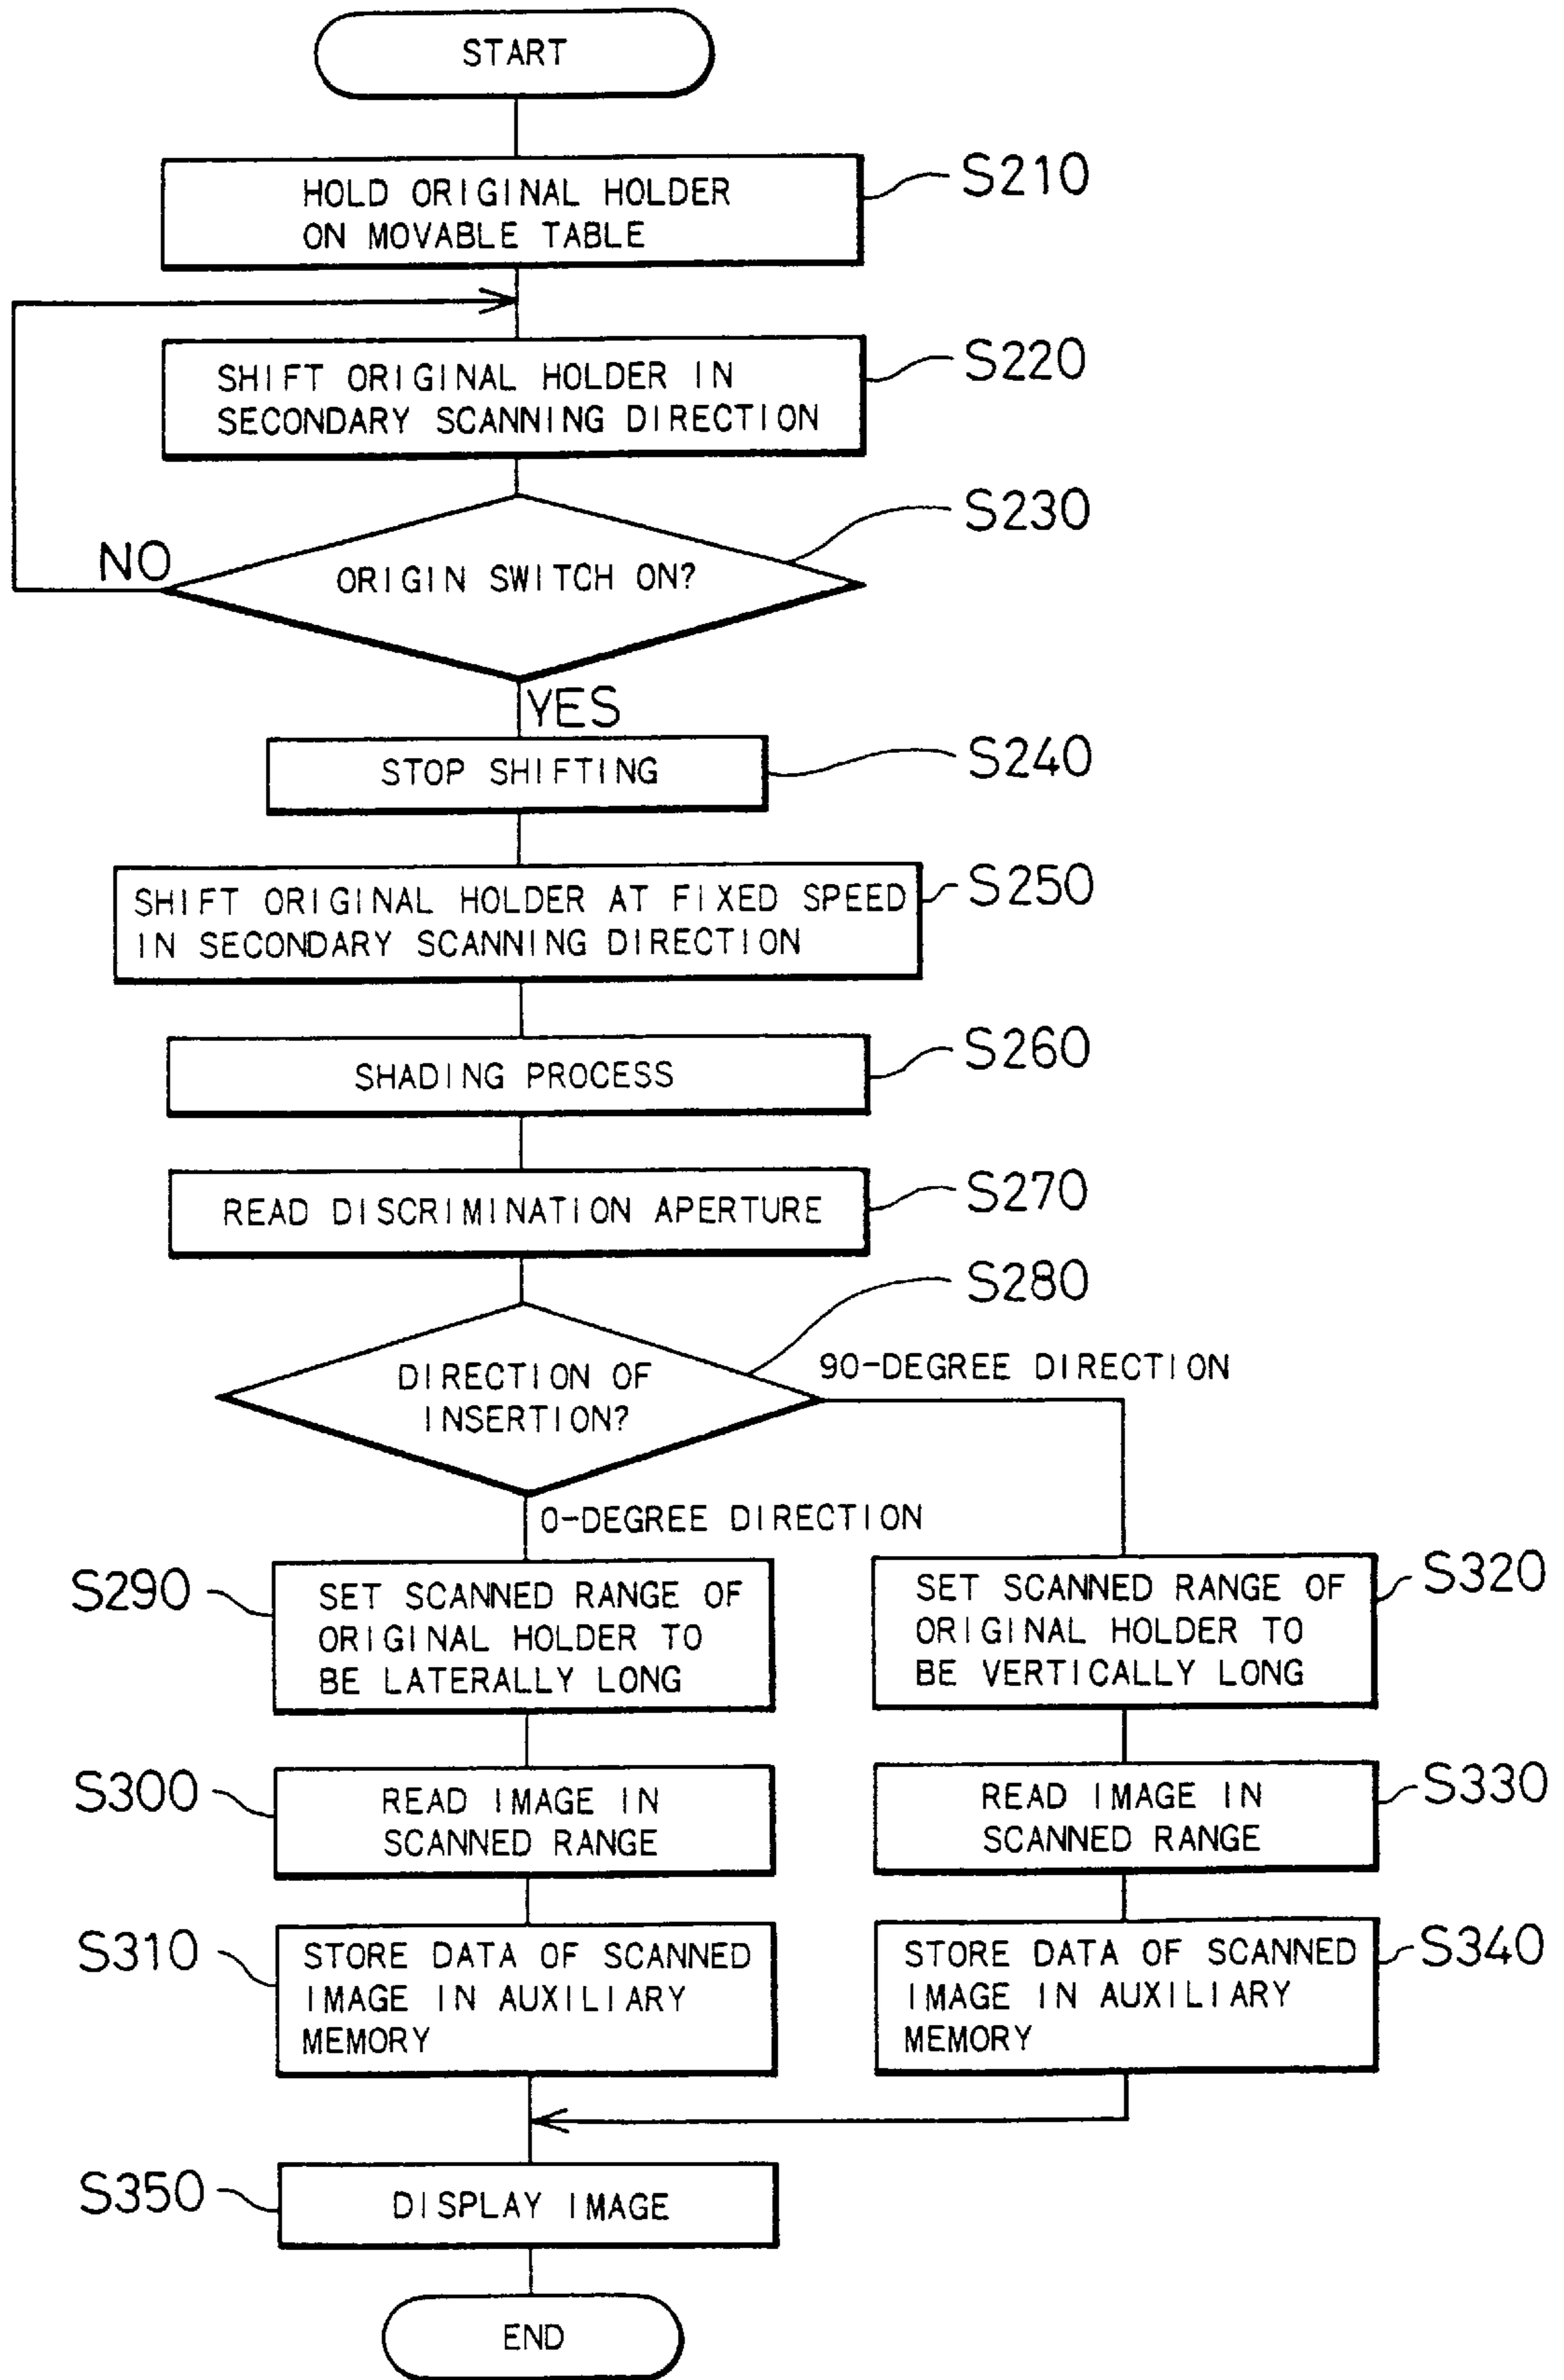 START
HOLD ORIGINAL HOLDER
ON MOVABLE TABLE
S210
SHIFT ORIGINAL HOLDER IN
SECONDARY SCANNING DIRECTION
S220
ORIGIN SWITCH ON?
S230
NO
YES
STOP SHIFTING
S240
SHIFT ORIGINAL HOLDER AT FIXED SPEED
IN SECONDARY SCANNING DIRECTION
S250
SHADING PROCESS
S260
READ DISCRIMINATION APERTURE
S270
DIRECTION OF
INSERTION?
S280
90-DEGREE DIRECTION
0-DEGREE DIRECTION
S290
SET SCANNED RANGE OF
ORIGINAL HOLDER TO
BE LATERALLY LONG
SET SCANNED RANGE OF
ORIGINAL HOLDER TO
BE VERTICALLY LONG
S320
S300
READ IMAGE IN
SCANNED RANGE
READ IMAGE IN
SCANNED RANGE
S330
S310
STORE DATA OF SCANNED
IMAGE IN AUXILIARY
MEMORY
STORE DATA OF SCANNED
IMAGE IN AUXILIARY
MEMORY
S340
S350
DISPLAY IMAGE
END